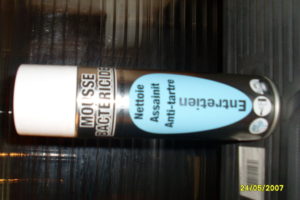 MOUSSE
BACTERICIDE
Nettoie
Assainit
Anti-tartre
Entretien
24/05/2007